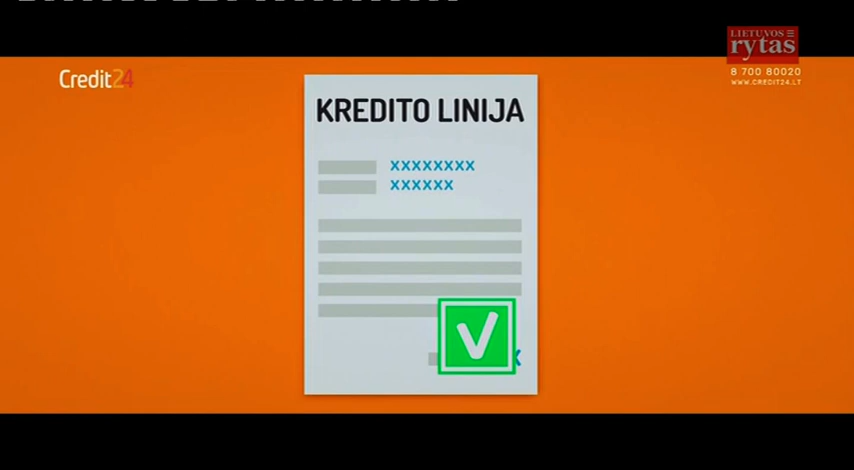 Credit24
LIETUVOS
rytas
8 700 80020
WWW.CREDIT24.LT
KREDITO LINIJA
XXXXXXXX
XXXXXX
X